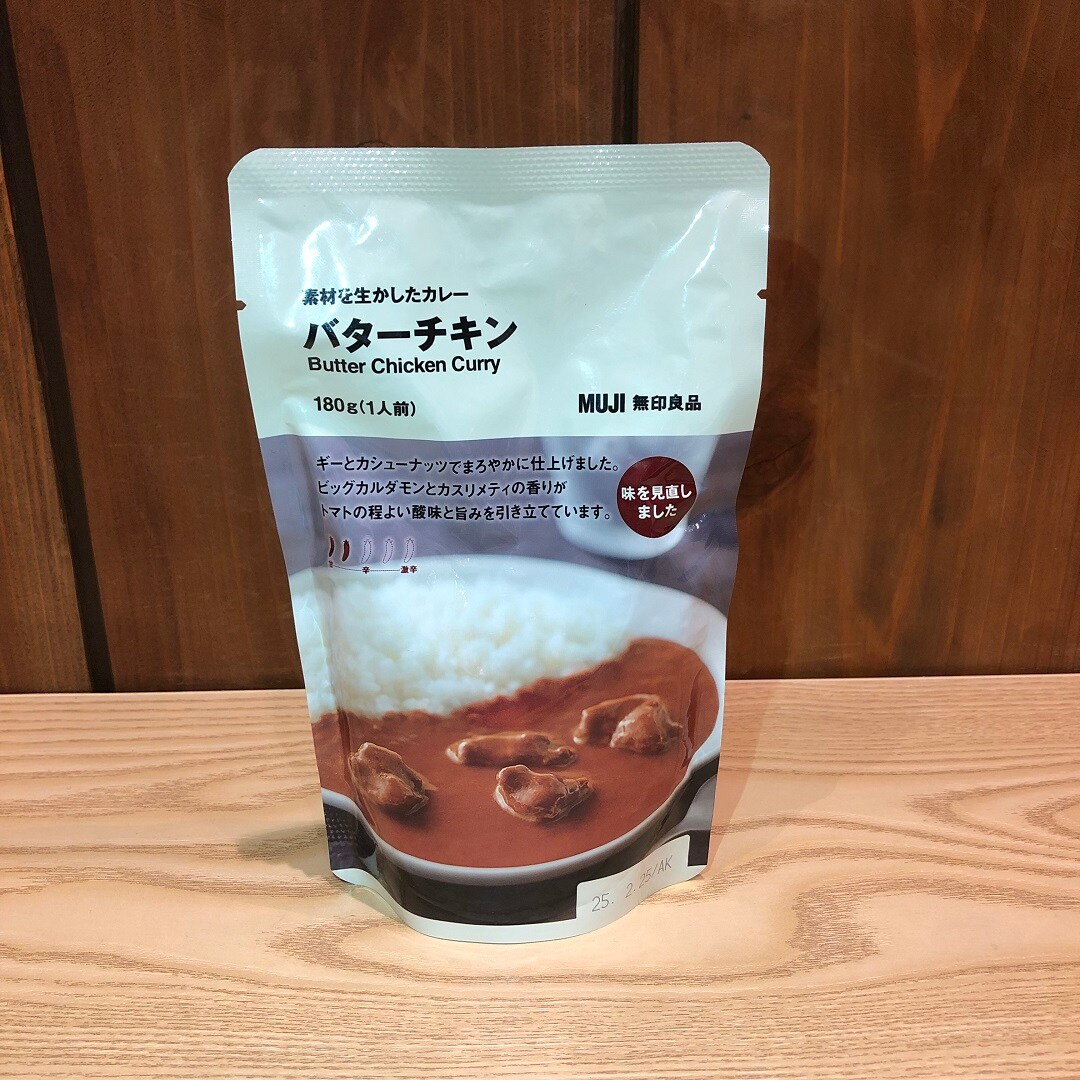 素材を生かしたカレー
バターチキン
Butter Chicken Curry
180g(1人前)
MUJI 無印良品
ギーとカシューナッツでまろやかに仕上げました。
ビッグカルダモンとカスリメティの香りが
トマトの程よい酸味と旨みを引き立てています。
味を見直し
ました
辛 激辛
25. 2.25/AK